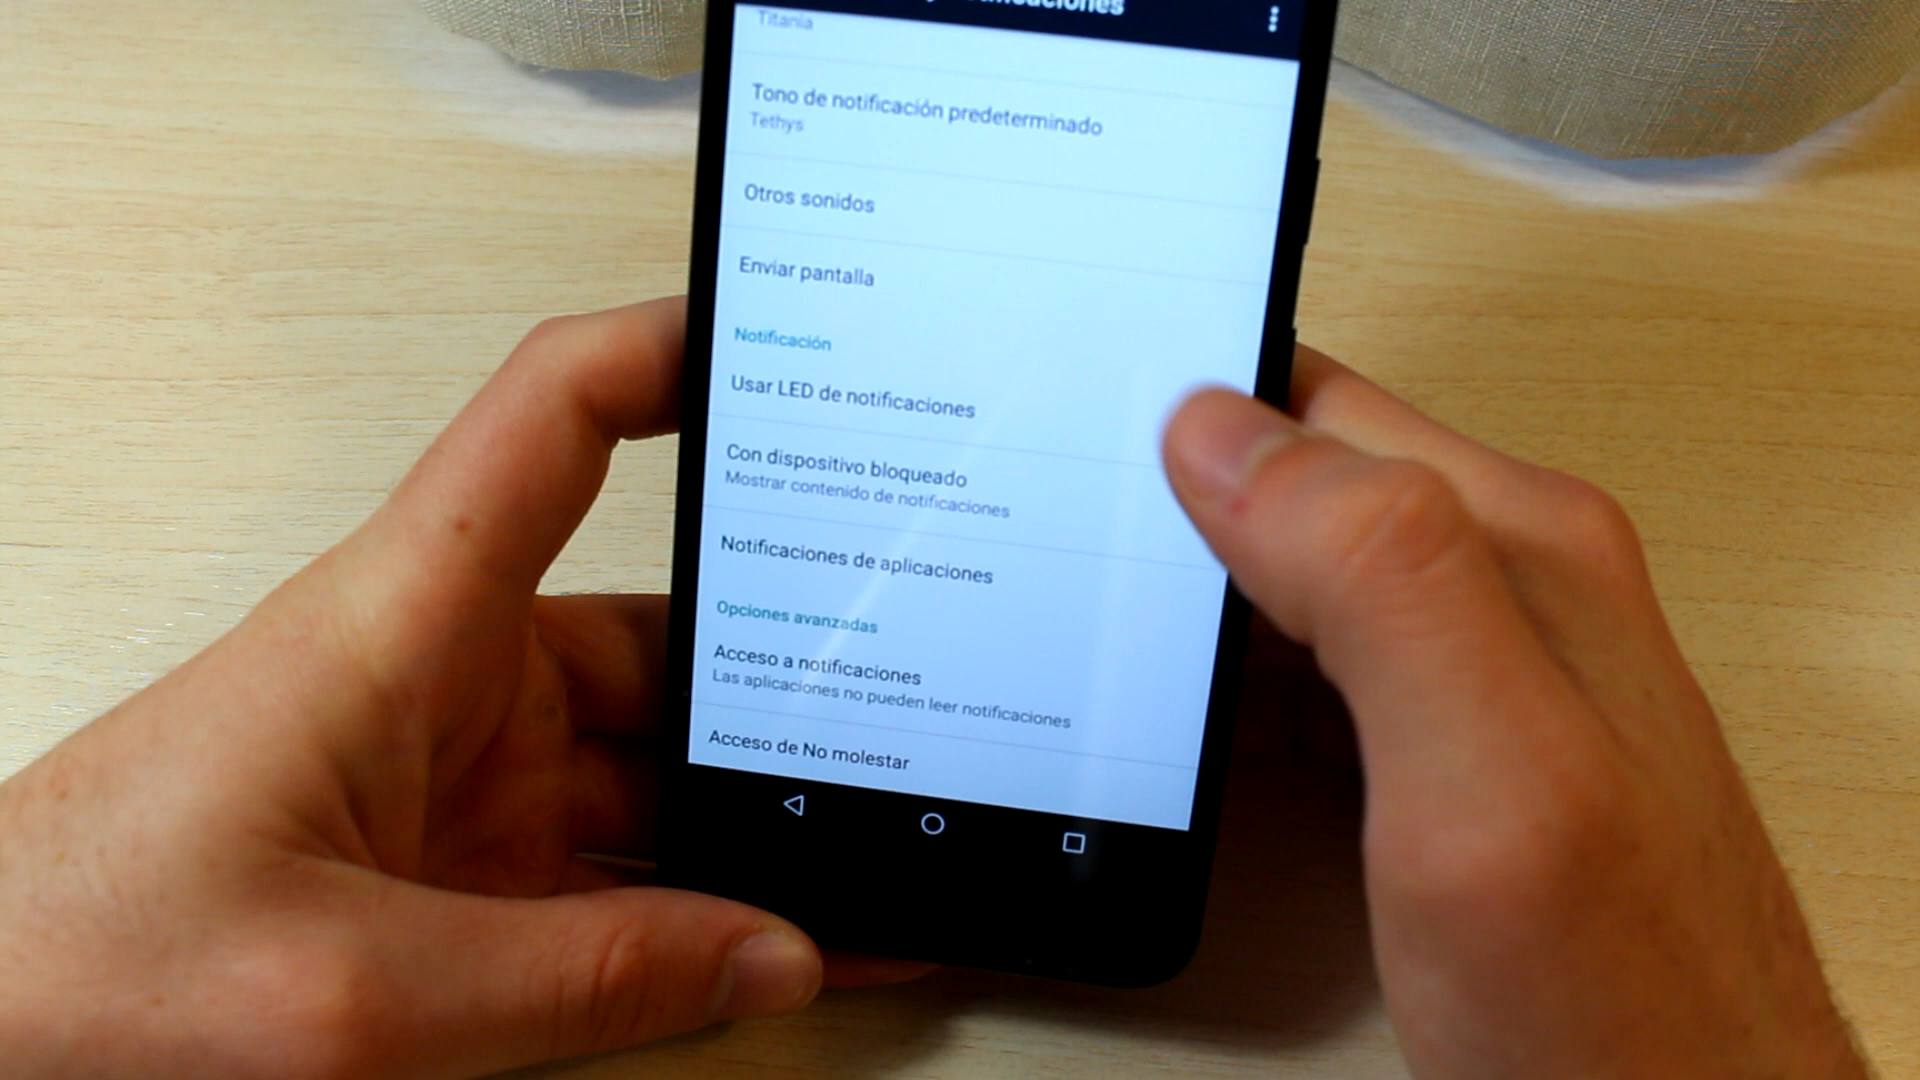 Titania
Tono de notificación predeterminado
Tethys
Otros sonidos
Enviar pantalla
Notificación
Usar LED de notificaciones
Con dispositivo bloqueado
Mostrar contenido de notificaciones
Notificaciones de aplicaciones
Opciones avanzadas
Acceso a notificaciones
Las aplicaciones no pueden leer notificaciones
Acceso de No molestar